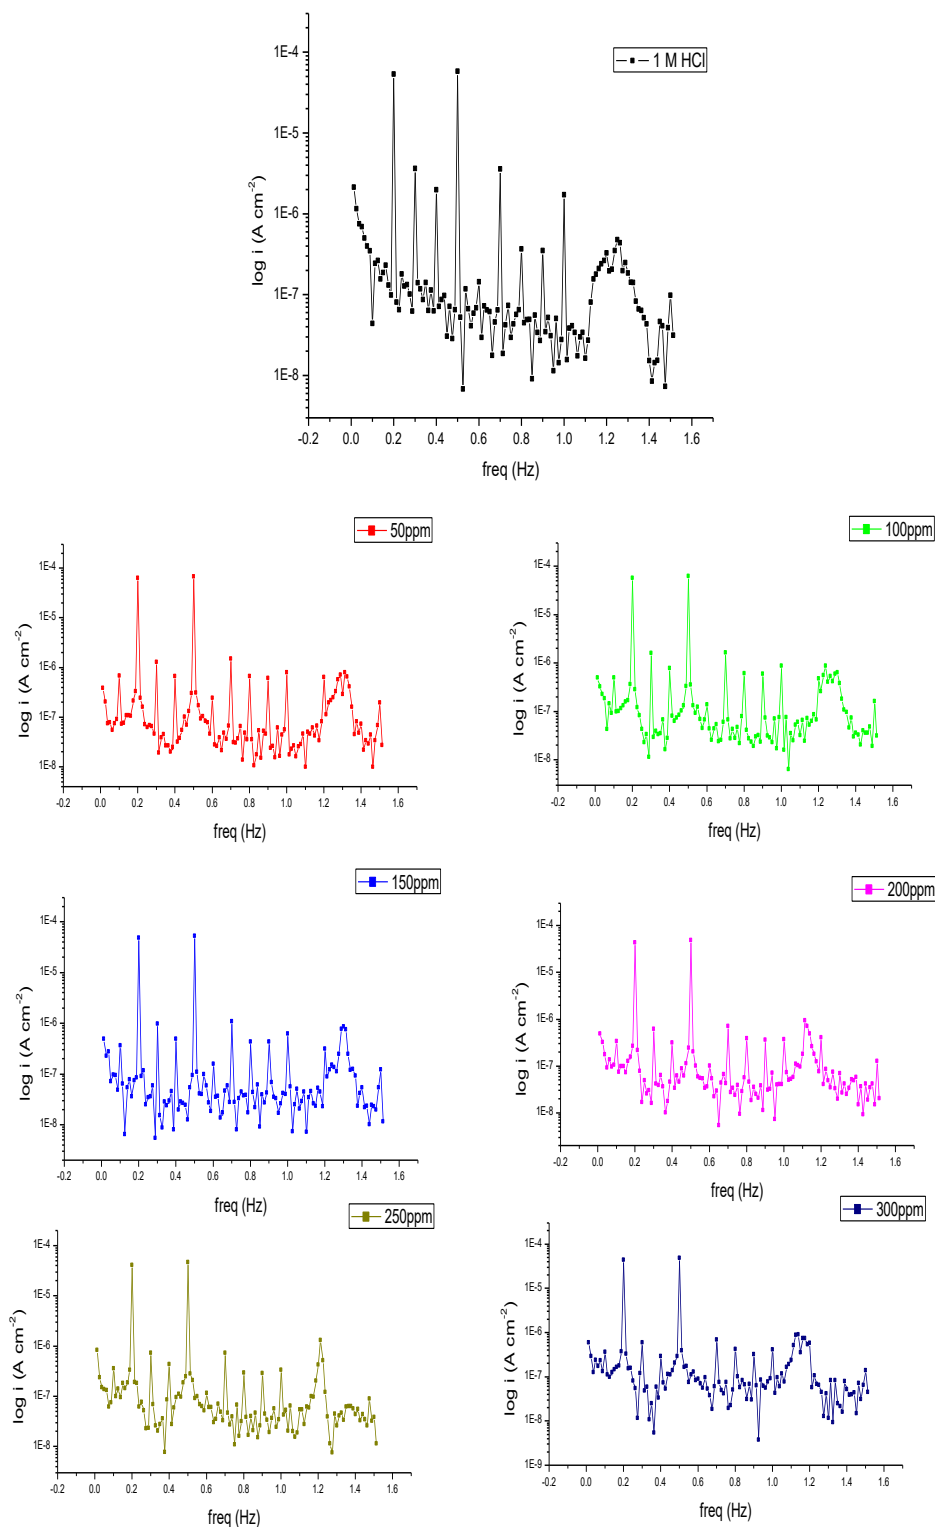 1E-4
1 M HCl
1E-5
1E-6
1E-7
1E-8
log i (A cm⁻²)
-0.2 0.0 0.2 0.4 0.6 0.8 1.0 1.2 1.4 1.6
freq (Hz)
50ppm
1E-4
1E-5
1E-6
1E-7
1E-8
log i (A cm⁻²)
-0.2 0.0 0.2 0.4 0.6 0.8 1.0 1.2 1.4 1.6
freq (Hz)
100ppm
1E-4
1E-5
1E-6
1E-7
1E-8
log i (A cm⁻²)
-0.2 0.0 0.2 0.4 0.6 0.8 1.0 1.2 1.4 1.6
freq (Hz)
150ppm
1E-4
1E-5
1E-6
1E-7
1E-8
log i (A cm⁻²)
-0.2 0.0 0.2 0.4 0.6 0.8 1.0 1.2 1.4 1.6
freq (Hz)
200ppm
1E-4
1E-5
1E-6
1E-7
1E-8
log i (A cm⁻²)
-0.2 0.0 0.2 0.4 0.6 0.8 1.0 1.2 1.4 1.6
freq (Hz)
250ppm
1E-4
1E-5
1E-6
1E-7
1E-8
log i (A cm⁻²)
-0.2 0.0 0.2 0.4 0.6 0.8 1.0 1.2 1.4 1.6
freq (Hz)
300ppm
1E-4
1E-5
1E-6
1E-7
1E-8
1E-9
log i (A cm⁻²)
-0.2 0.0 0.2 0.4 0.6 0.8 1.0 1.2 1.4 1.6
freq (Hz)